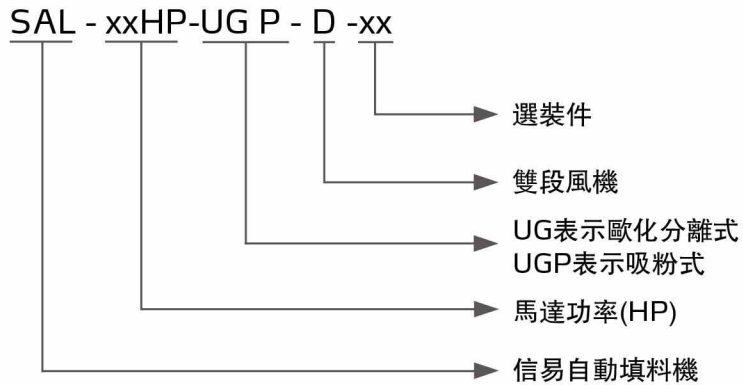 SAL - xxHP-UG P - D -xx
選裝件
雙段風機
UG表示歐化分離式
UGP表示吸粉式
馬達功率(HP)
信易自動填料機